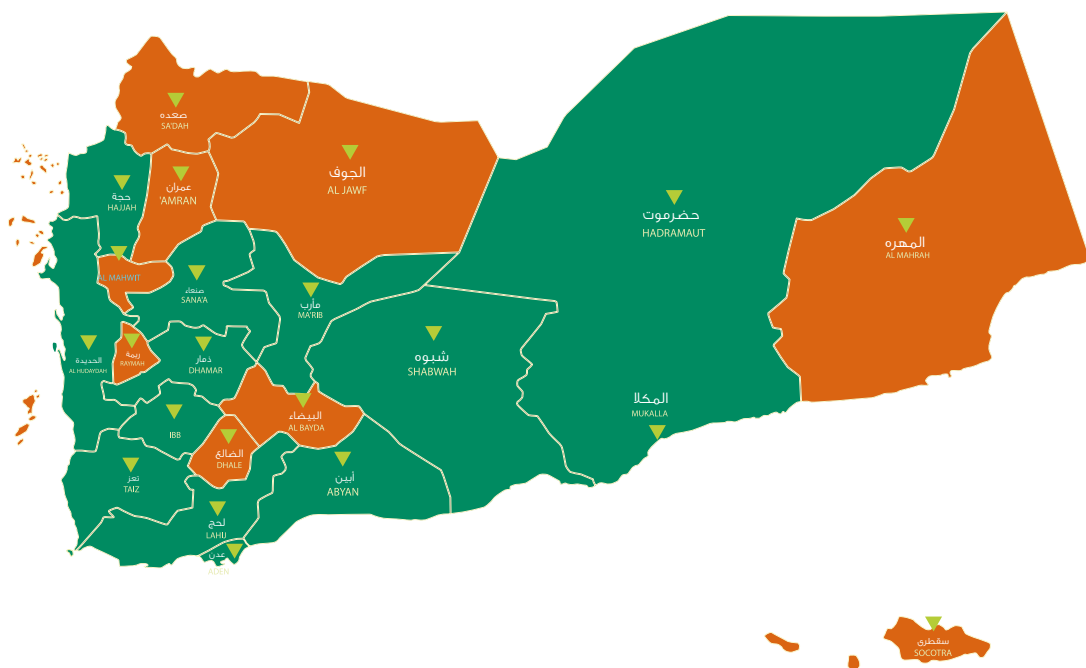 صعده
SA'DAH
الجوف
AL JAWF
عمران
'AMRAN
حجة
HAJJAH
حضرموت
HADRAMAUT
المهره
AL MAHRAH
AL MAHWIT
صنعاء
SANA'A
مأرب
MA'RIB
الحديدة
AL HUDAYDAH
ريمة
RAYMAH
ذمار
DHAMAR
شبوه
SHABWAH
المكلا
MUKALLA
البيضاء
AL BAYDA
IBB
الضالع
DHALE
تعز
TAIZ
أبين
ABYAN
لحج
LAHIJ
عدن
ADEN
سقطرى
SOCOTRA